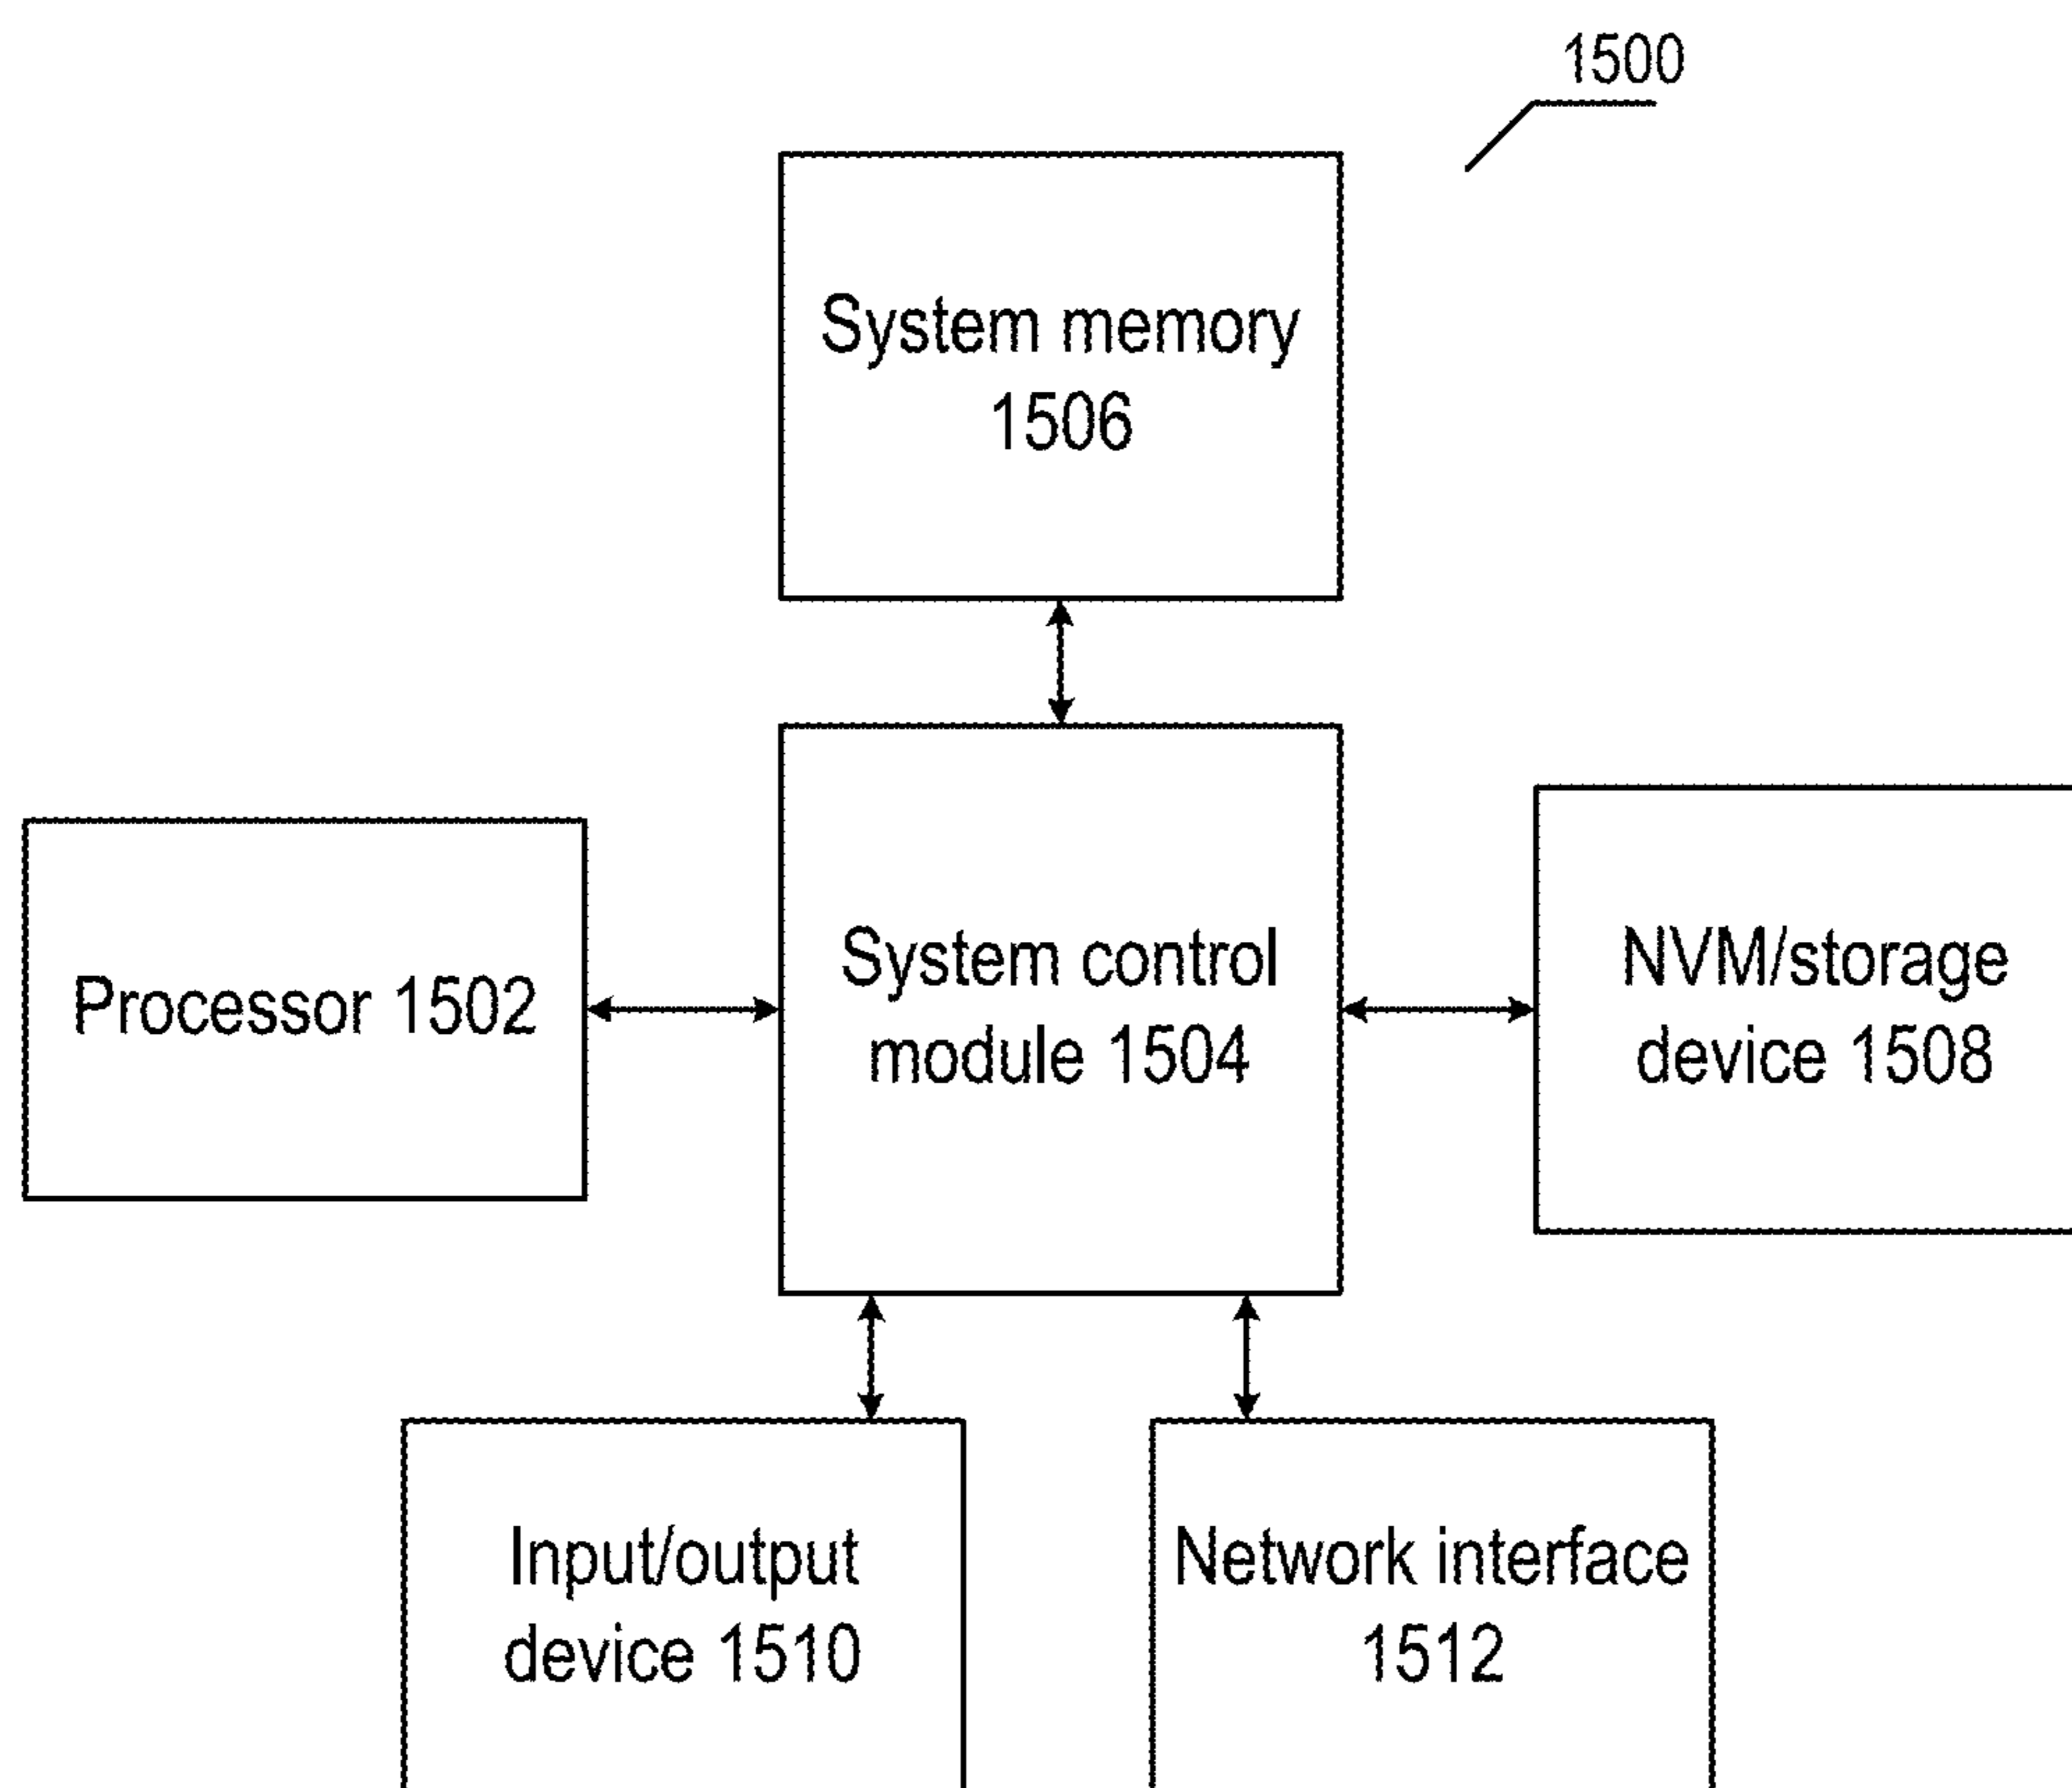 1500
System memory
1506
Processor 1502
System control
module 1504
NVM/storage
device 1508
Input/output
device 1510
Network interface
1512